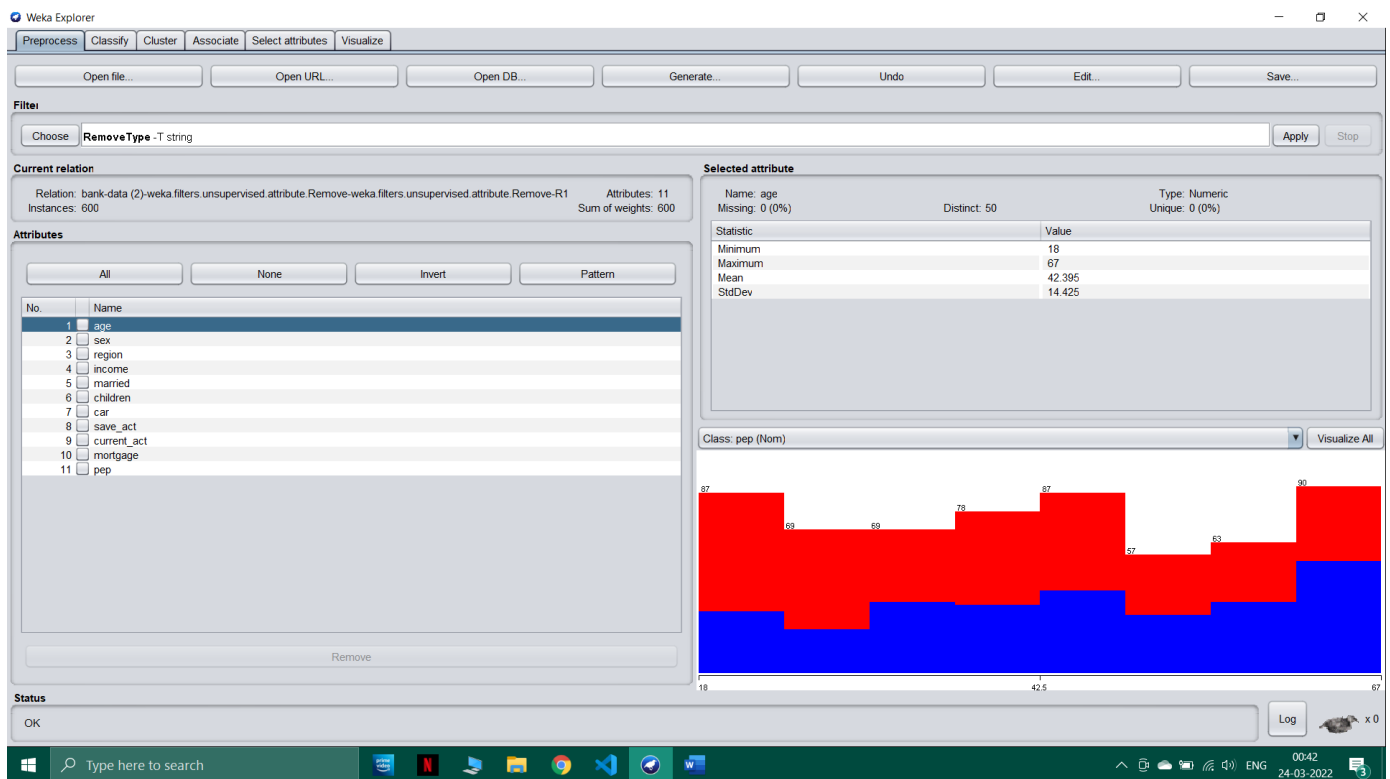 Weka Explorer
Preprocess Classify Cluster Associate Select attributes Visualize
Open file... Open URL... Open DB... Generate... Undo Edit... Save...
Filter
Choose RemoveType -T string Apply Stop
Current relation
Relation: bank-data (2)-weka.filters.unsupervised.attribute.Remove-weka.filters.unsupervised.attribute.Remove-R1 Attributes: 11
Instances: 600 Sum of weights: 600
Attributes
All None Invert Pattern
No. Name
1 age
2 sex
3 region
4 income
5 married
6 children
7 car
8 save_act
9 current_act
10 mortgage
11 pep
Remove
Selected attribute
Name: age Type: Numeric
Missing: 0 (0%) Distinct: 50 Unique: 0 (0%)
Statistic Value
Minimum 18
Maximum 67
Mean 42.395
StdDev 14.425
Class: pep (Nom) Visualize All
87 69 69 78 87 57 63 90
18 42.5 67
Status
OK Log x 0
Type here to search
prime video
N
W
ENG
00:42
24-03-2022
3